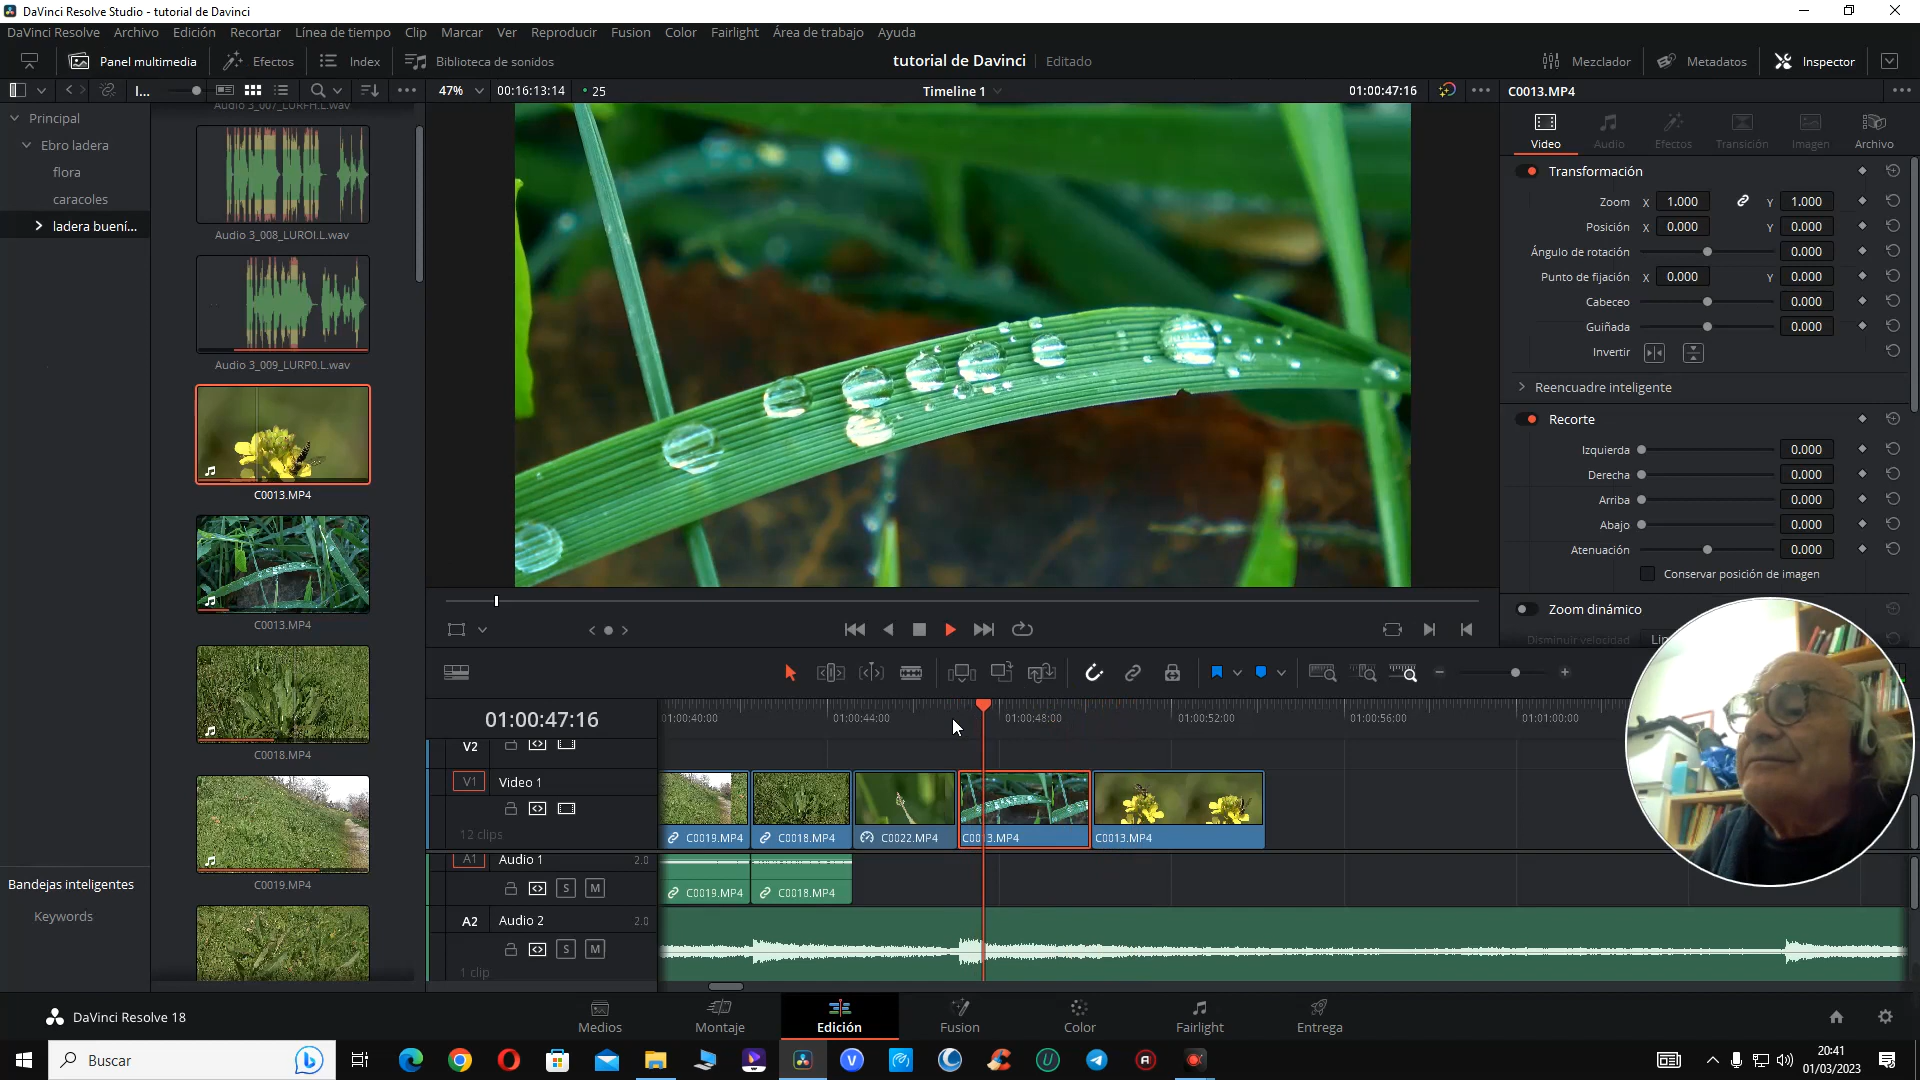 DaVinci Resolve Studio - tutorial de Davinci
DaVinci Resolve Archivo Edición Recortar Línea de tiempo Clip Marcar Ver Reproducir Fusion Color Fairlight Área de trabajo Ayuda
Panel multimedia Efectos Index Biblioteca de sonidos tutorial de Davinci Editado Mezclador Metadatos Inspector
I... 47% 00:16:13:14 25 Timeline 1 01:00:47:16 C0013.MP4
Principal
Ebro ladera
flora
caracoles
ladera buení...
Bandejas inteligentes
Keywords
Audio 3_007_LURFH.L.wav
Audio 3_008_LUROI.L.wav
Audio 3_009_LURP0.L.wav
C0013.MP4
C0013.MP4
C0018.MP4
C0019.MP4
Video Audio Efectos Transición Imagen Archivo
Transformación
Zoom X 1.000 Y 1.000
Posición X 0.000 Y 0.000
Ángulo de rotación 0.000
Punto de fijación X 0.000 Y 0.000
Cabeceo 0.000
Guiñada 0.000
Invertir
Reencuadre inteligente
Recorte
Izquierda 0.000
Derecha 0.000
Arriba 0.000
Abajo 0.000
Atenuación 0.000
Conservar posición de imagen
Zoom dinámico
Disminuir velocidad
01:00:47:16 01:00:40:00 01:00:44:00 01:00:48:00 01:00:52:00 01:00:56:00 01:01:00:00
V2
V1 Video 1
12 clips
C0019.MP4 C0018.MP4 C0022.MP4 C0013.MP4 C0013.MP4
A1 Audio 1 2.0
S M C0019.MP4 C0018.MP4
A2 Audio 2 2.0
S M
1 clip
DaVinci Resolve 18 Medios Montaje Edición Fusion Color Fairlight Entrega
Buscar
20:41
01/03/2023